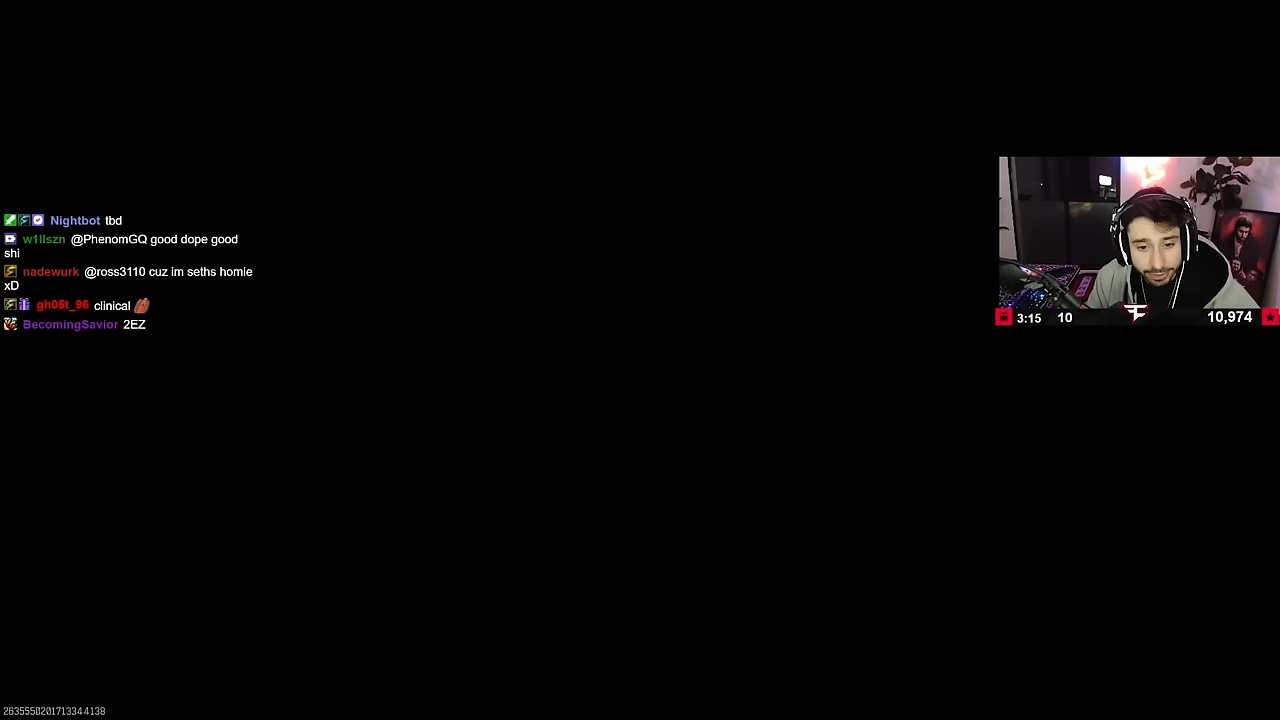 Nightbot tbd
w1llszn @PhenomGQ good dope good
shi
nadewurk @ross3110 cuz im seths homie
xD
gh05t_96 clinical
BecomingSavior 2EZ
3:15 10 10,974
2635550201713344138